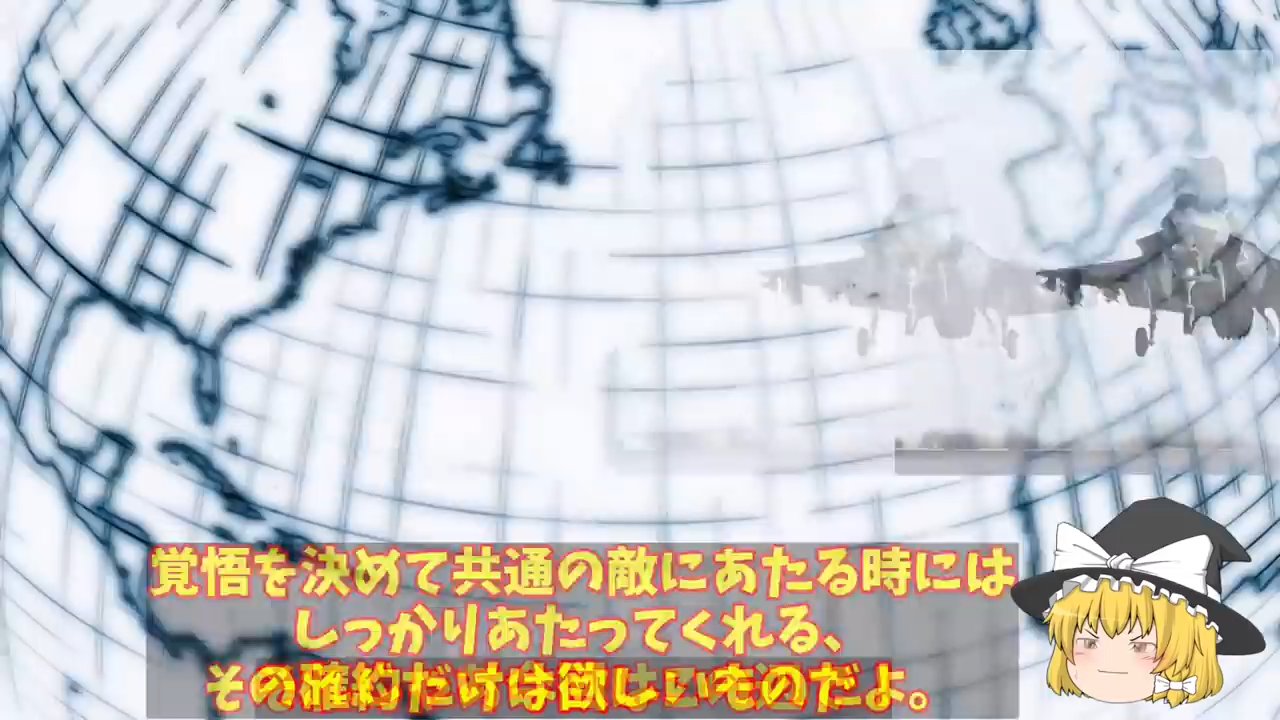 覚悟を決めて共通の敵にあたる時には
しっかりあたってくれる、
その確約だけは欲しいものだよ。